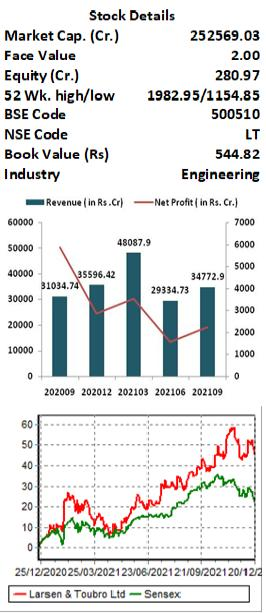 Stock Details
Market Cap. (Cr.) 252569.03
Face Value 2.00
Equity (Cr.) 280.97
52 Wk. high/low 1982.95/1154.85
BSE Code 500510
NSE Code LT
Book Value (Rs) 544.82
Industry Engineering
Revenue ( in Rs .Cr) Net Profit ( in Rs. Cr.)
60000 7000
50000 6000
40000 5000
30000 4000
20000 3000
10000 2000
0 1000
0
31034.74 35596.42 48087.9 29334.73 34772.9
202009 202012 202103 202106 202109
60
50
40
30
20
10
0
25/12/2020 25/03/2021 23/06/2021 21/09/2021 20/12/2
Larsen & Toubro Ltd Sensex